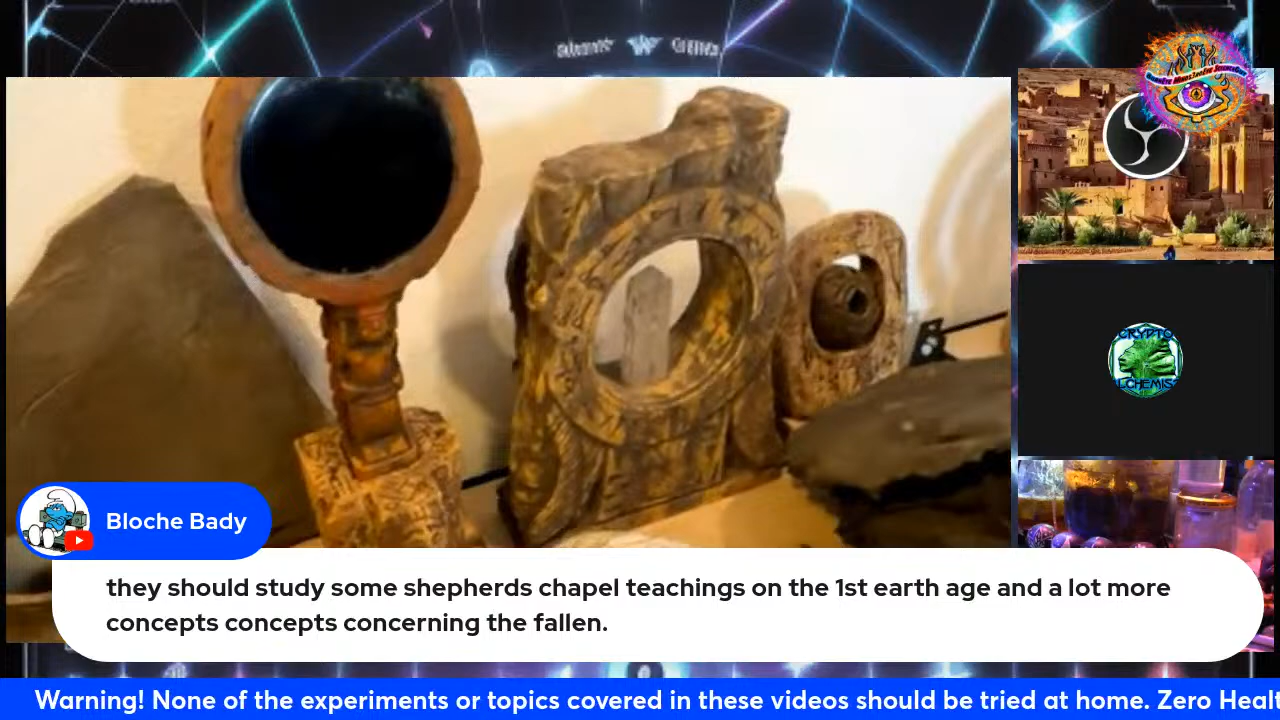 Bloche Bady
they should study some shepherds chapel teachings on the 1st earth age and a lot more
concepts concepts concerning the fallen.
Warning! None of the experiments or topics covered in these videos should be tried at home. Zero Healt